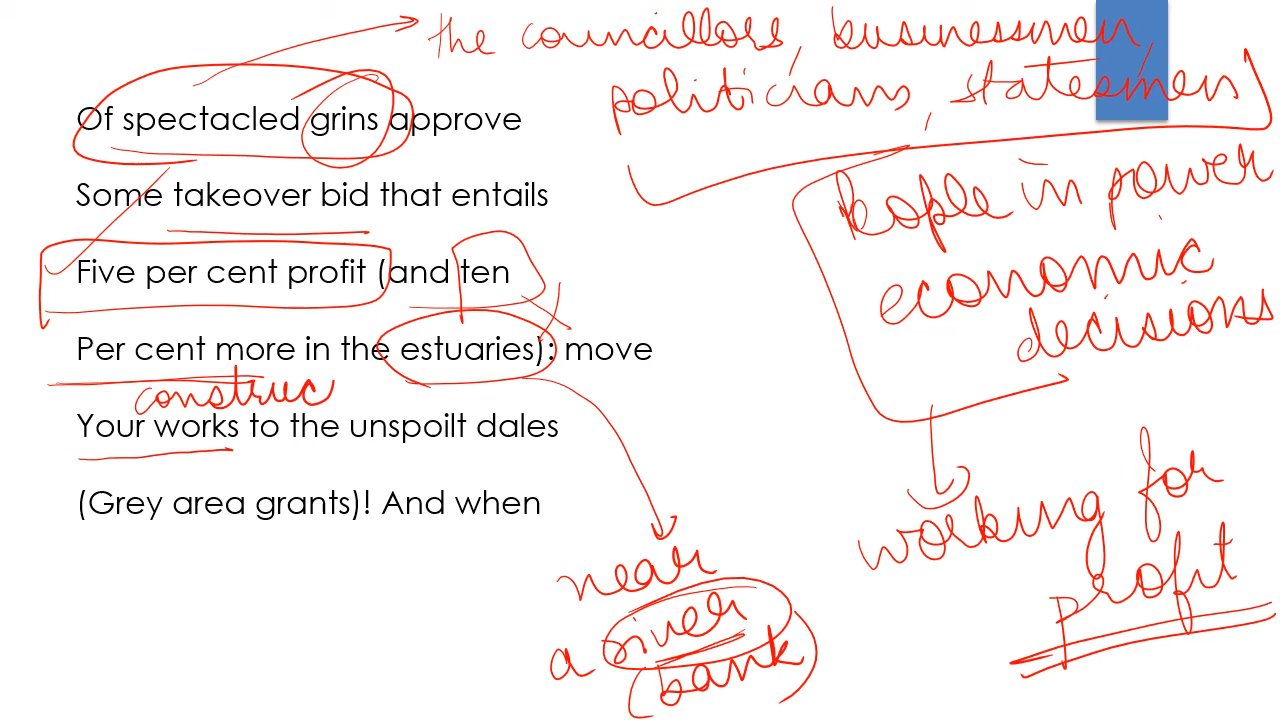 the councillors, businessmen,
politicians, statesmen
Of spectacled grins approve
people in power
Some takeover bid that entails
economic
decisions
Five per cent profit (and ten
Per cent more in the estuaries): move
construc
Your works to the unspoilt dales
(Grey area grants)! And when
working for
profit
near
a river
(bank)